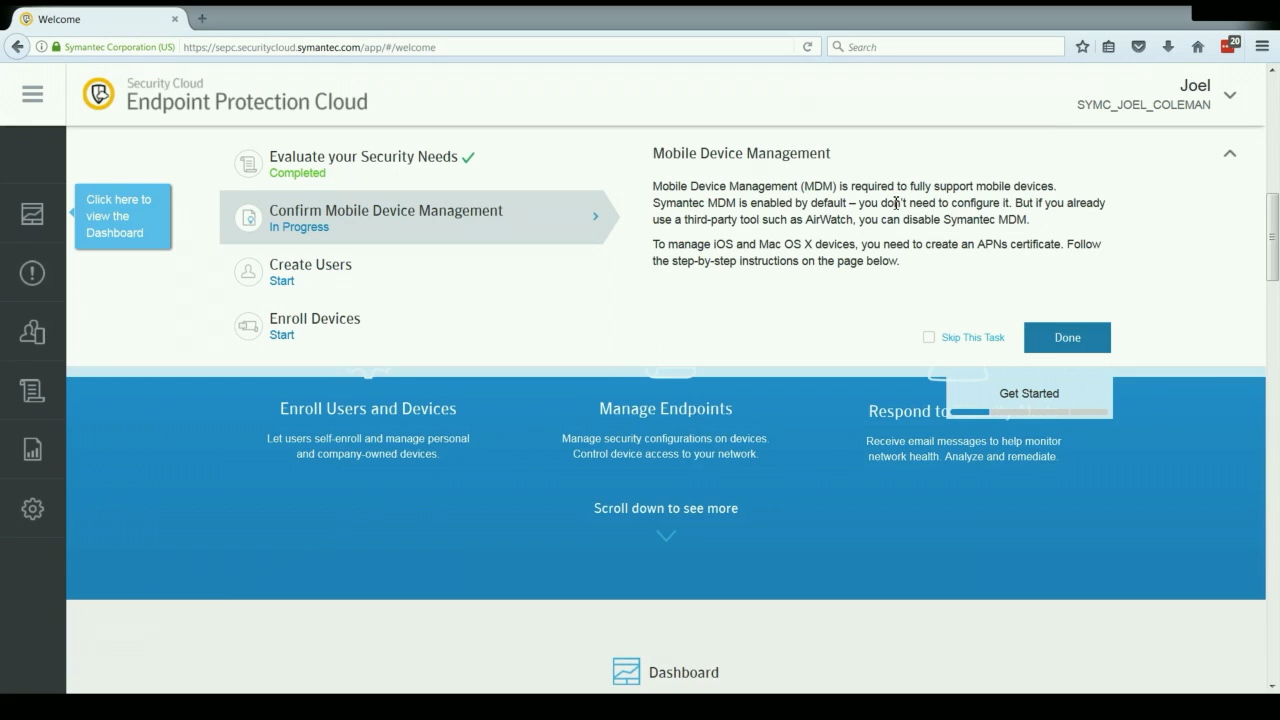 Welcome
Symantec Corporation (US)
https://sepc.securitycloud.symantec.com/app/#/welcome
Search
20
Security Cloud
Endpoint Protection Cloud
Joel
SYMC_JOEL_COLEMAN
Click here to
view the
Dashboard
Evaluate your Security Needs
Completed
Confirm Mobile Device Management
In Progress
Create Users
Start
Enroll Devices
Start
Mobile Device Management
Mobile Device Management (MDM) is required to fully support mobile devices.
Symantec MDM is enabled by default – you don't need to configure it. But if you already
use a third-party tool such as AirWatch, you can disable Symantec MDM.
To manage iOS and Mac OS X devices, you need to create an APNs certificate. Follow
the step-by-step instructions on the page below.
Skip This Task
Done
Get Started
Enroll Users and Devices
Let users self-enroll and manage personal
and company-owned devices.
Manage Endpoints
Manage security configurations on devices.
Control device access to your network.
Respond to
Receive email messages to help monitor
network health. Analyze and remediate.
Scroll down to see more
Dashboard